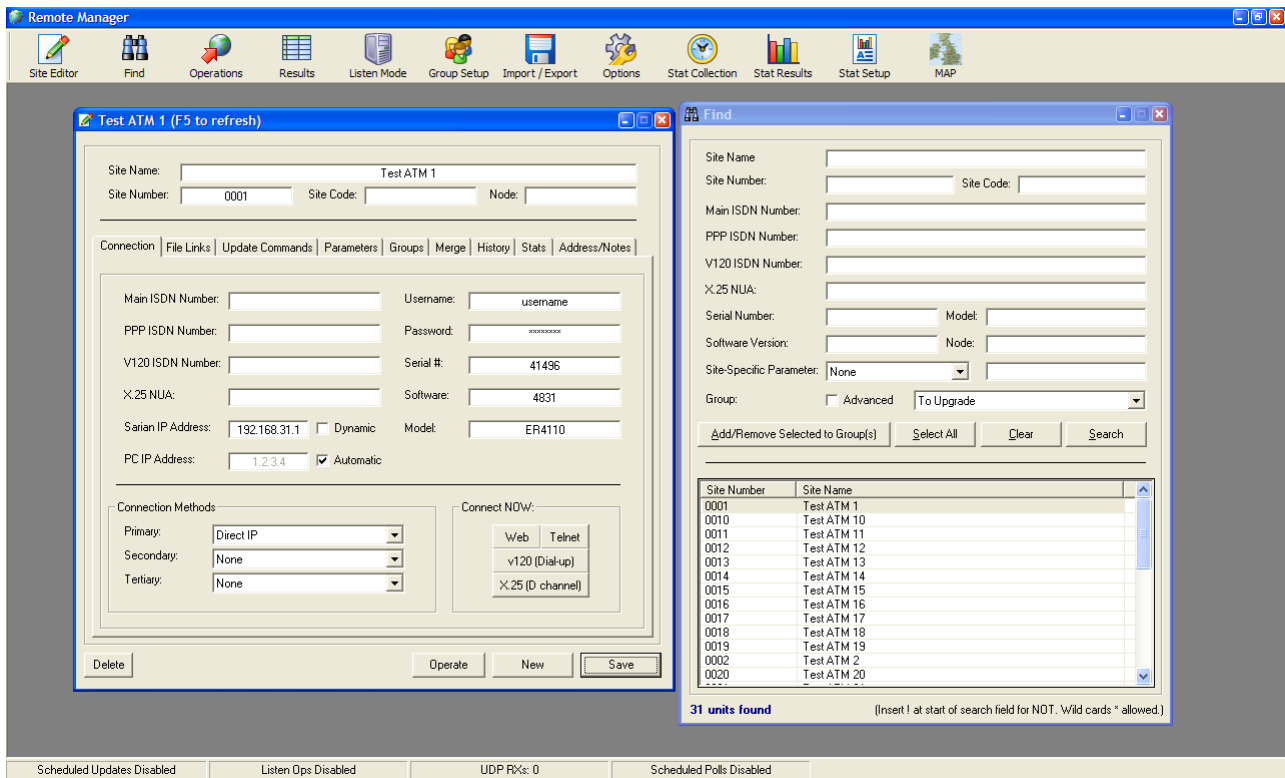 Remote Manager
Site Editor Find Operations Results Listen Mode Group Setup Import / Export Options Stat Collection Stat Results Stat Setup MAP
Test ATM 1 (F5 to refresh)
Site Name: Test ATM 1
Site Number: 0001 Site Code: Node:
Connection File Links Update Commands Parameters Groups Merge History Stats Address/Notes
Main ISDN Number: Username: username
PPP ISDN Number: Password: ********
V120 ISDN Number: Serial #: 41496
X.25 NUA: Software: 4831
Sarian IP Address: 192.168.31.1 Dynamic Model: ER4110
PC IP Address: 1.2.3.4 Automatic
Connection Methods Connect NOW:
Primary: Direct IP Web Telnet
Secondary: None v120 (Dial-up)
Tertiary: None X.25 (D channel)
Delete Operate New Save
Find
Site Name
Site Number: Site Code:
Main ISDN Number:
PPP ISDN Number:
V120 ISDN Number:
X.25 NUA:
Serial Number: Model:
Software Version: Node:
Site-Specific Parameter: None
Group: Advanced To Upgrade
Add/Remove Selected to Group(s) Select All Clear Search
Site Number Site Name
0001 Test ATM 1
0010 Test ATM 10
0011 Test ATM 11
0012 Test ATM 12
0013 Test ATM 13
0014 Test ATM 14
0015 Test ATM 15
0016 Test ATM 16
0017 Test ATM 17
0018 Test ATM 18
0019 Test ATM 19
0002 Test ATM 2
0020 Test ATM 20
31 units found (Insert ! at start of search field for NOT. Wild cards * allowed.)
Scheduled Updates Disabled Listen Ops Disabled UDP RXs: 0 Scheduled Polls Disabled